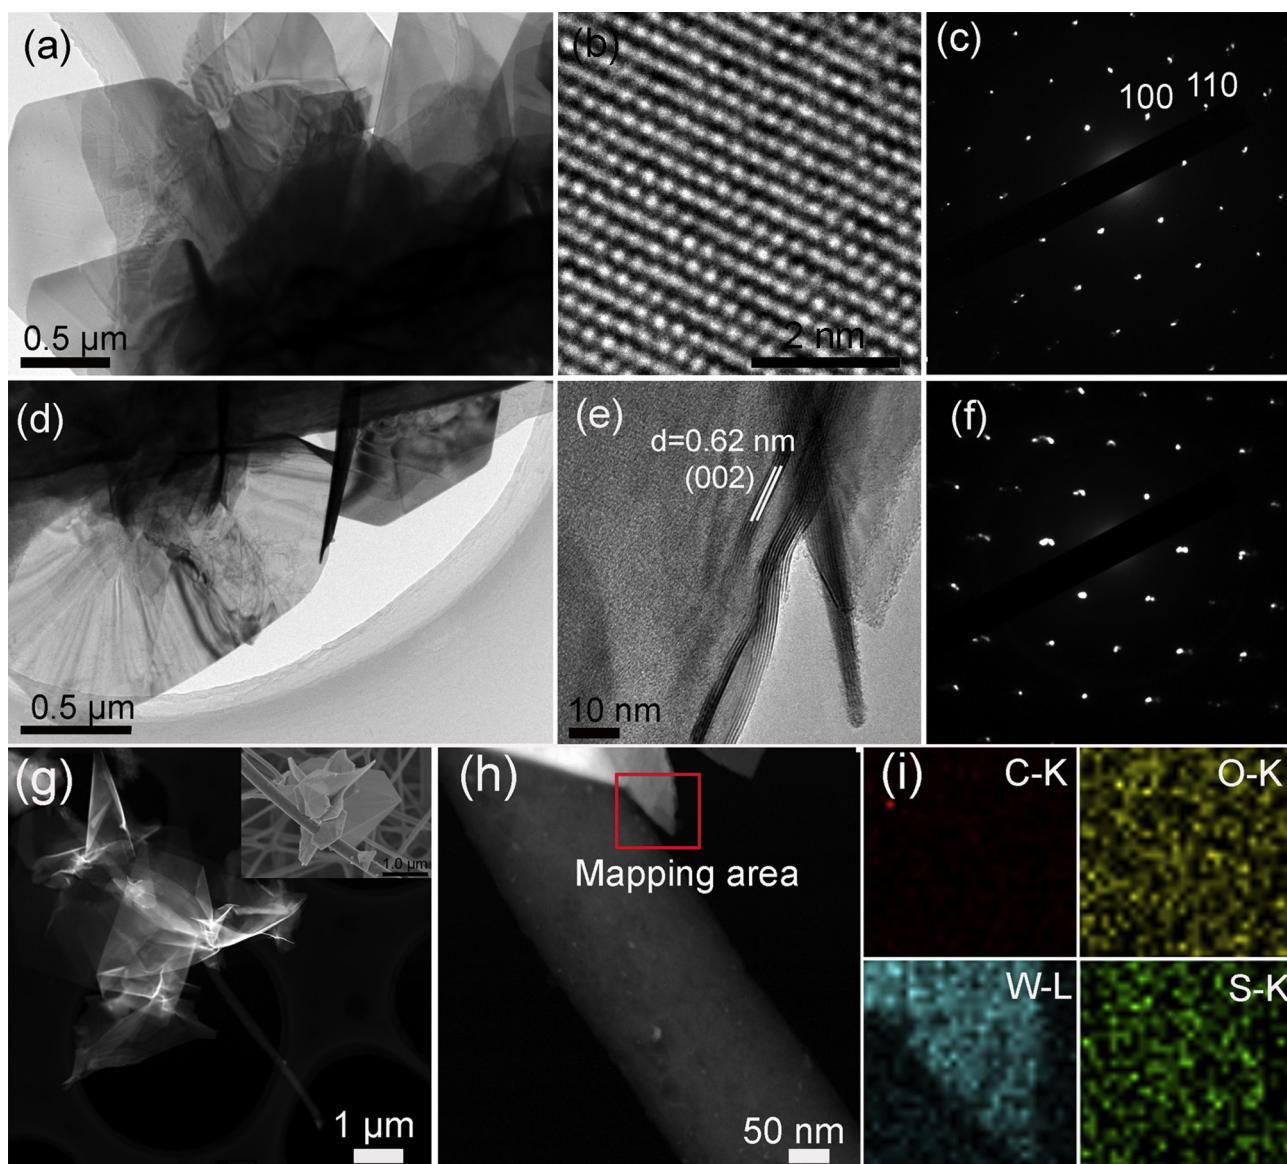 (a)
0.5 µm
(b)
2 nm
(c)
100
110
(d)
0.5 µm
(e)
d=0.62 nm
(002)
10 nm
(f)
(g)
1.0 µm
1 µm
(h)
Mapping area
50 nm
(i)
C-K
O-K
W-L
S-K